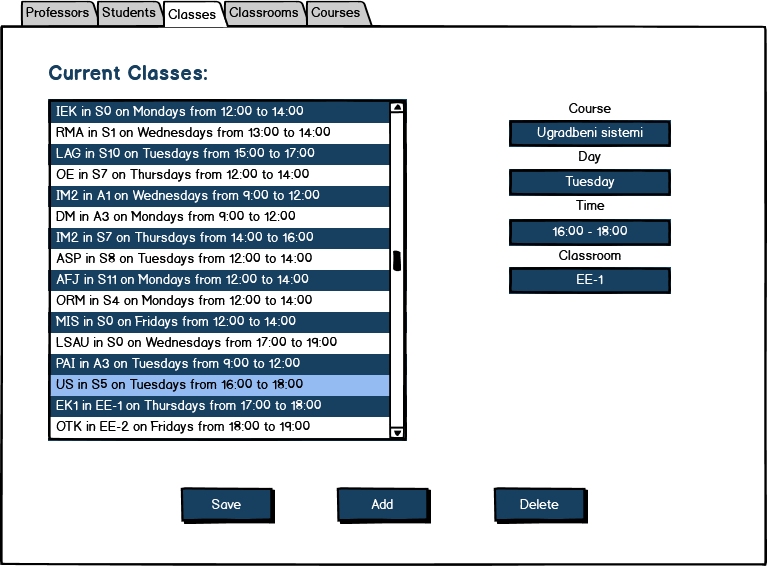 Professors Students Classes Classrooms Courses
Current Classes:
IEK in S0 on Mondays from 12:00 to 14:00
RMA in S1 on Wednesdays from 13:00 to 14:00
LAG in S10 on Tuesdays from 15:00 to 17:00
OE in S7 on Thursdays from 12:00 to 14:00
IM2 in A1 on Wednesdays from 9:00 to 12:00
DM in A3 on Mondays from 9:00 to 12:00
IM2 in S7 on Thursdays from 14:00 to 16:00
ASP in S8 on Tuesdays from 12:00 to 14:00
AFJ in S11 on Mondays from 12:00 to 14:00
ORM in S4 on Mondays from 12:00 to 14:00
MIS in S0 on Fridays from 12:00 to 14:00
LSAU in S0 on Wednesdays from 17:00 to 19:00
PAI in A3 on Tuesdays from 9:00 to 12:00
US in S5 on Tuesdays from 16:00 to 18:00
EK1 in EE-1 on Thursdays from 17:00 to 18:00
OTK in EE-2 on Fridays from 18:00 to 19:00
Course
Ugradbeni sistemi
Day
Tuesday
Time
16:00 - 18:00
Classroom
EE-1
Save Add Delete